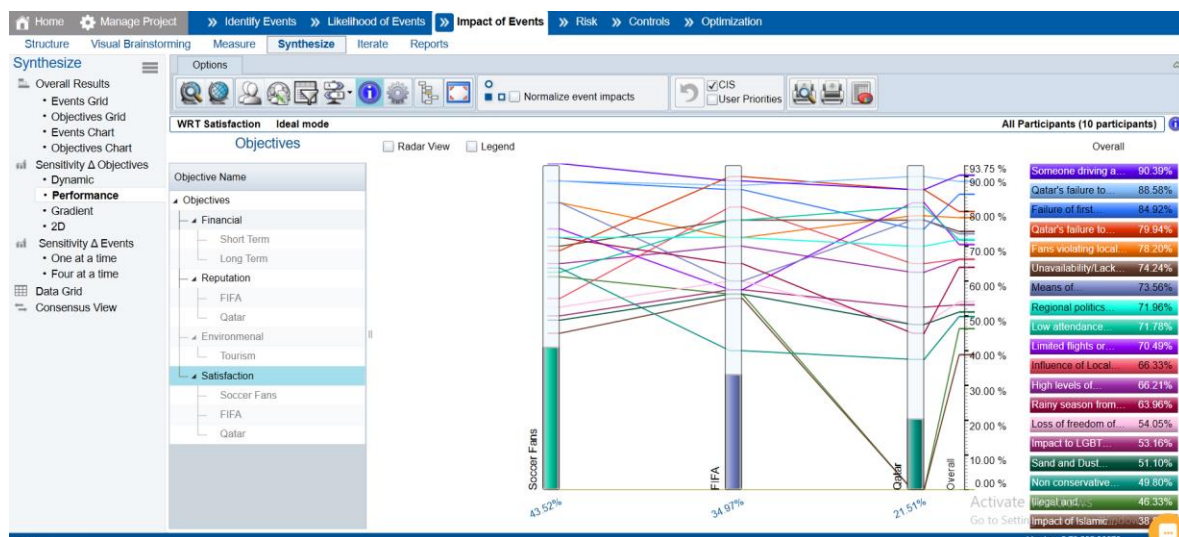 Home Manage Project » Identify Events » Likelihood of Events » Impact of Events » Risk » Controls » Optimization
Structure Visual Brainstorming Measure Synthesize Iterate Reports
Synthesize
Overall Results
• Events Grid
• Objectives Grid
• Events Chart
• Objectives Chart
Sensitivity Δ Objectives
• Dynamic
• Performance
• Gradient
• 2D
Sensitivity Δ Events
• One at a time
• Four at a time
Data Grid
Consensus View
Options
Normalize event impacts
CIS
User Priorities
WRT Satisfaction Ideal mode
All Participants (10 participants)
Objectives
Radar View Legend
Overall
Objective Name
Objectives
Financial
Short Term
Long Term
Reputation
FIFA
Qatar
Environmenal
Tourism
Satisfaction
Soccer Fans
FIFA
Qatar
Soccer Fans
43.52%
FIFA
34.97%
Qatar
21.51%
Overall
93.75 %
90.00 %
80.00 %
70.00 %
60.00 %
50.00 %
40.00 %
30.00 %
20.00 %
10.00 %
0.00 %
Someone driving a... 90.39%
Qatar's failure to... 88.58%
Failure of first... 84.92%
Qatar's failure to... 79.94%
Fans violating local... 78.20%
Unavailability/Lack... 74.24%
Means of... 73.56%
Regional politics... 71.96%
Low attendance... 71.78%
Limited flights or... 70.49%
Influence of Local... 66.33%
High levels of... 66.21%
Rainy season from... 63.96%
Loss of freedom of... 54.05%
Impact to LGBT... 53.16%
Sand and Dust... 51.10%
Non conservative... 49.80%
Illegal and... 46.33%
Impact of Islamic...
Activate
Go to